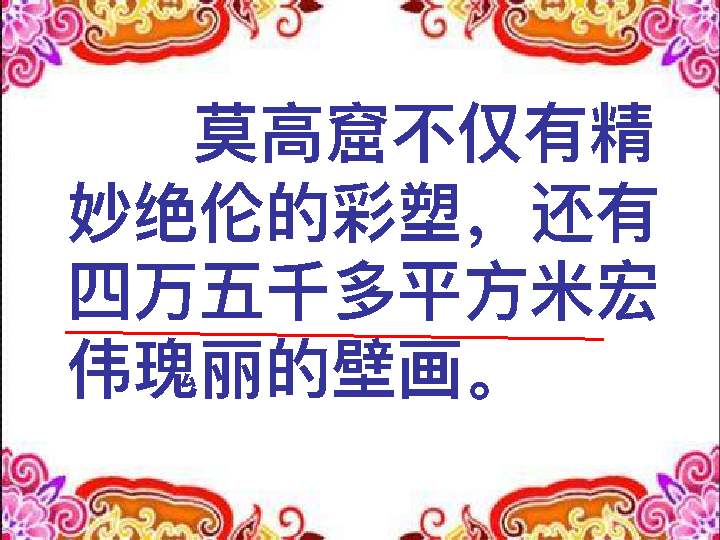 莫高窟不仅有精
妙绝伦的彩塑，还有
四万五千多平方米宏
伟瑰丽的壁画。